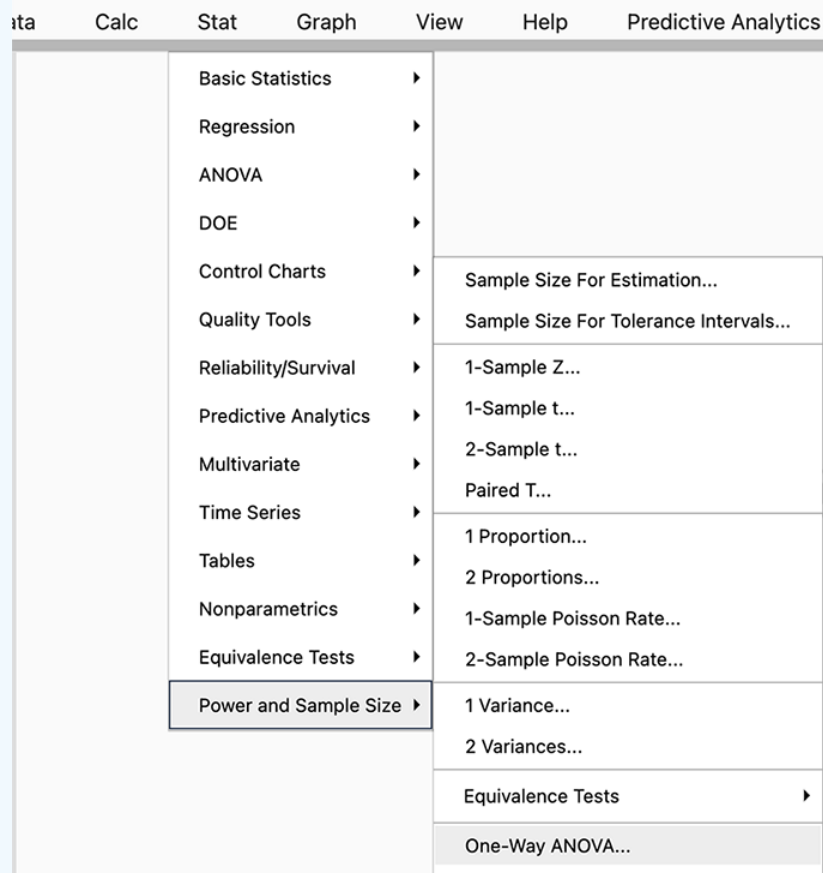 ata Calc Stat Graph View Help Predictive Analytics
Basic Statistics
Regression
ANOVA
DOE
Control Charts
Quality Tools
Reliability/Survival
Predictive Analytics
Multivariate
Time Series
Tables
Nonparametrics
Equivalence Tests
Power and Sample Size
Sample Size For Estimation...
Sample Size For Tolerance Intervals...
1-Sample Z...
1-Sample t...
2-Sample t...
Paired T...
1 Proportion...
2 Proportions...
1-Sample Poisson Rate...
2-Sample Poisson Rate...
1 Variance...
2 Variances...
Equivalence Tests
One-Way ANOVA...